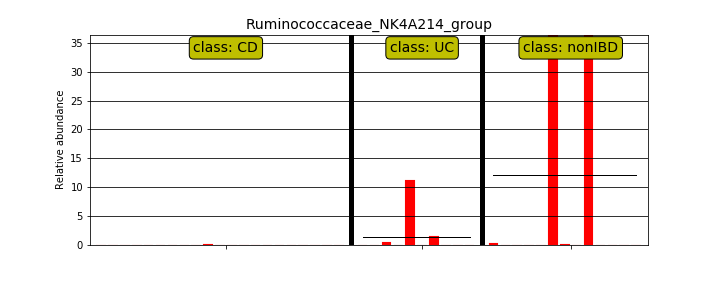 Ruminococcaceae_NK4A214_group
class: CD
class: UC
class: nonIBD
Relative abundance
35
30
25
20
15
10
5
0